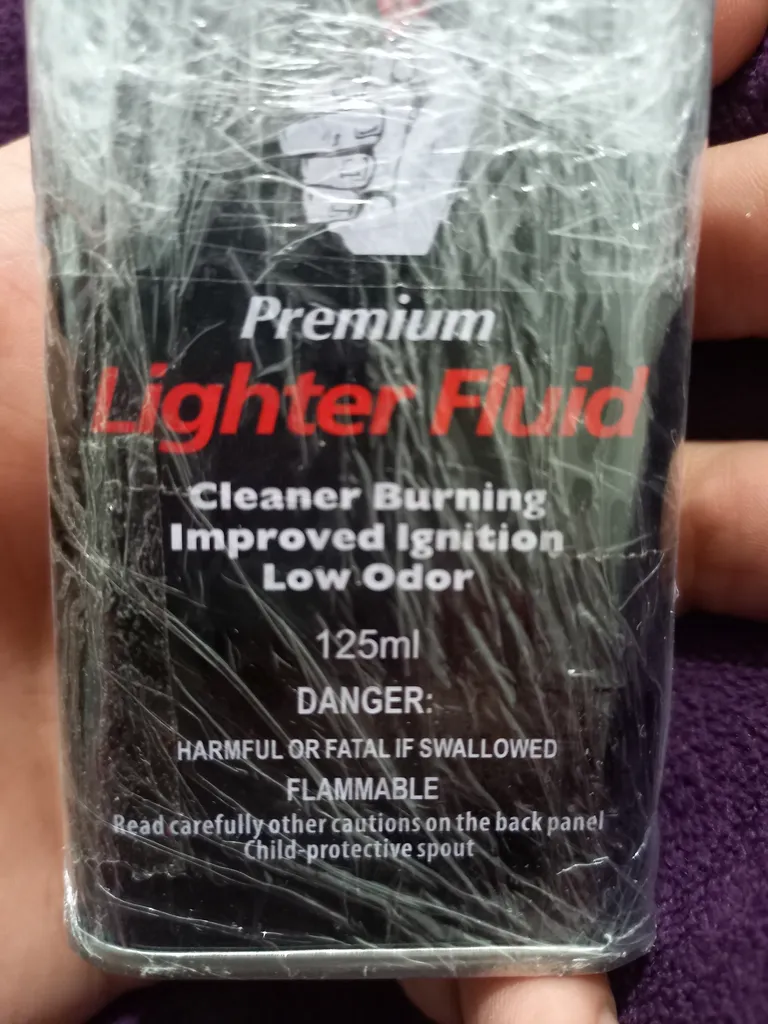 Premium
Lighter Fluid
Cleaner Burning
Improved Ignition
Low Odor
125ml
DANGER:
HARMFUL OR FATAL IF SWALLOWED
FLAMMABLE
Read carefully other cautions on the back panel
Child-protective spout